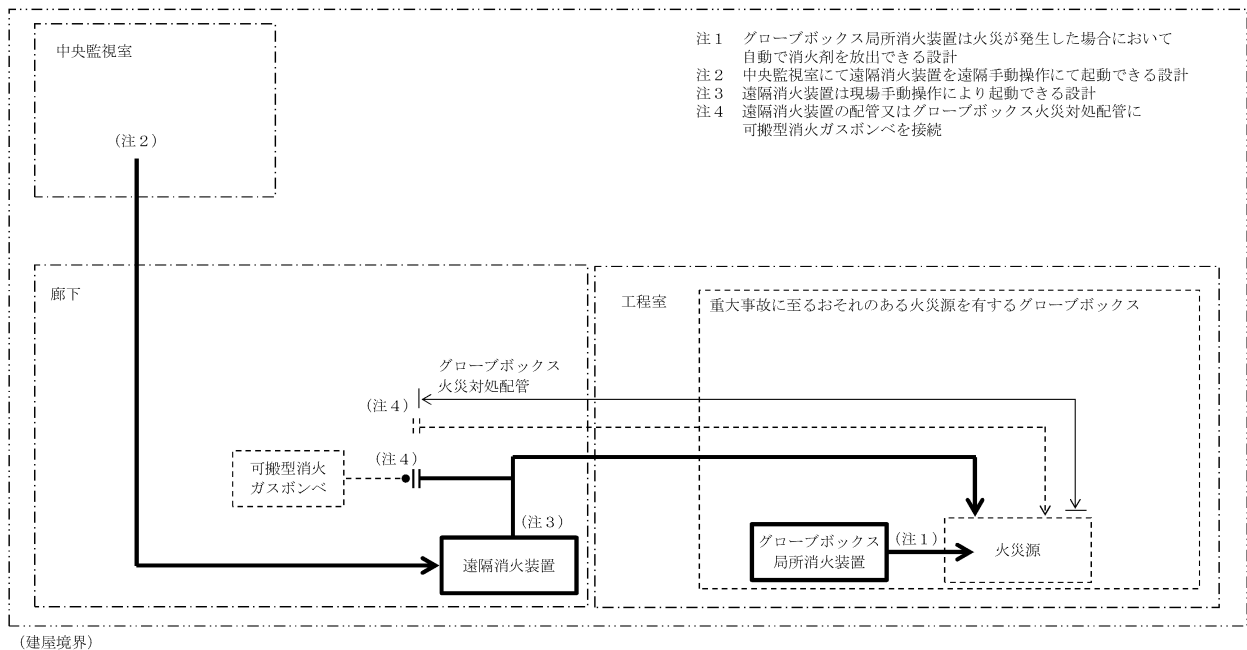 中央監視室
(注2)
注1 グローブボックス局所消火装置は火災が発生した場合において
自動で消火剤を放出できる設計
注2 中央監視室にて遠隔消火装置を遠隔手動操作にて起動できる設計
注3 遠隔消火装置は現場手動操作により起動できる設計
注4 遠隔消火装置の配管又はグローブボックス火災対処配管に
可搬型消火ガスボンベを接続
廊下
工程室
重大事故に至るおそれのある火災源を有するグローブボックス
グローブボックス
火災対処配管
(注4)
(注4)
可搬型消火
ガスボンベ
(注3)
遠隔消火装置
グローブボックス
局所消火装置
(注1)
火災源
(建屋境界)